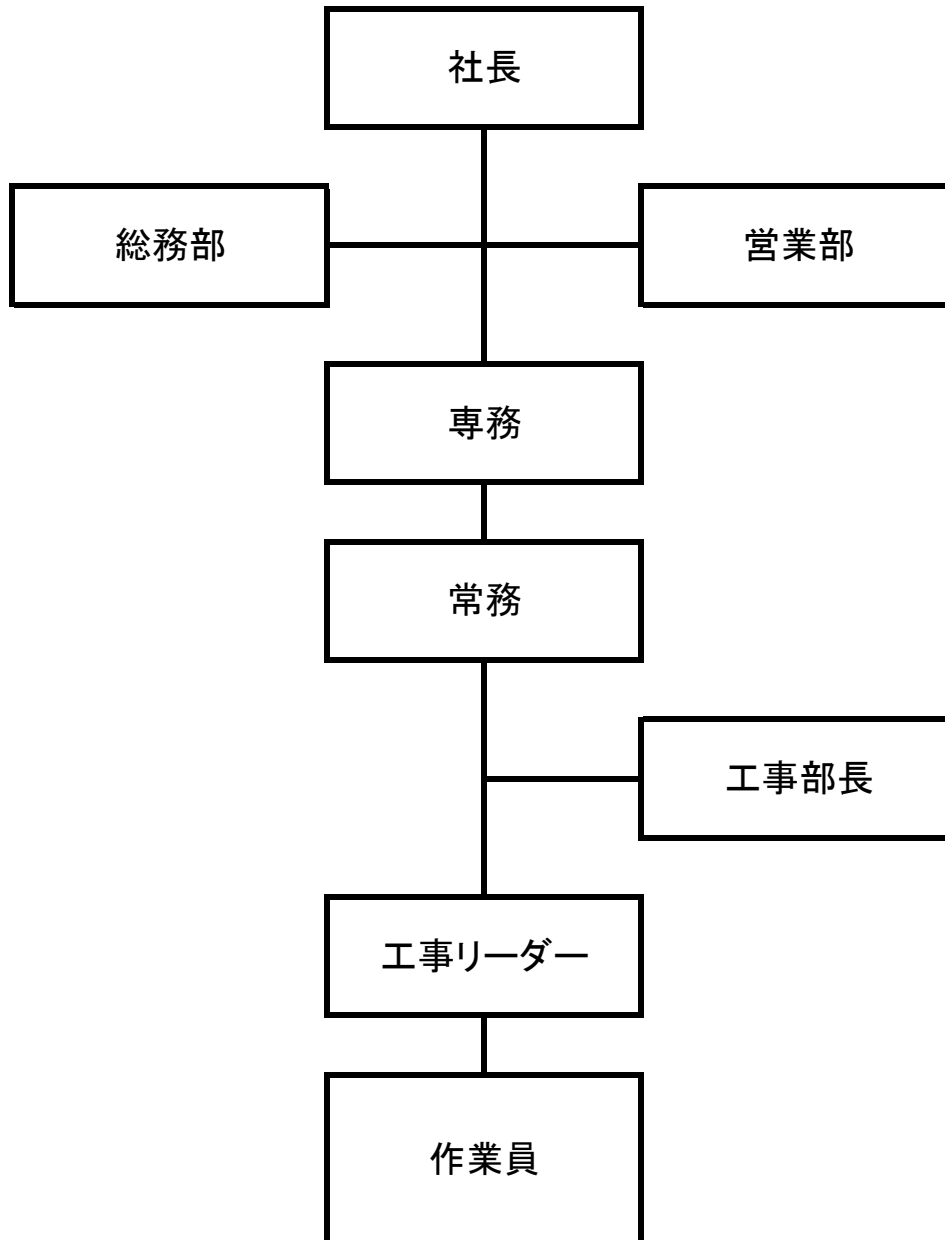 社長
総務部
営業部
専務
常務
工事部長
工事リーダー
作業員